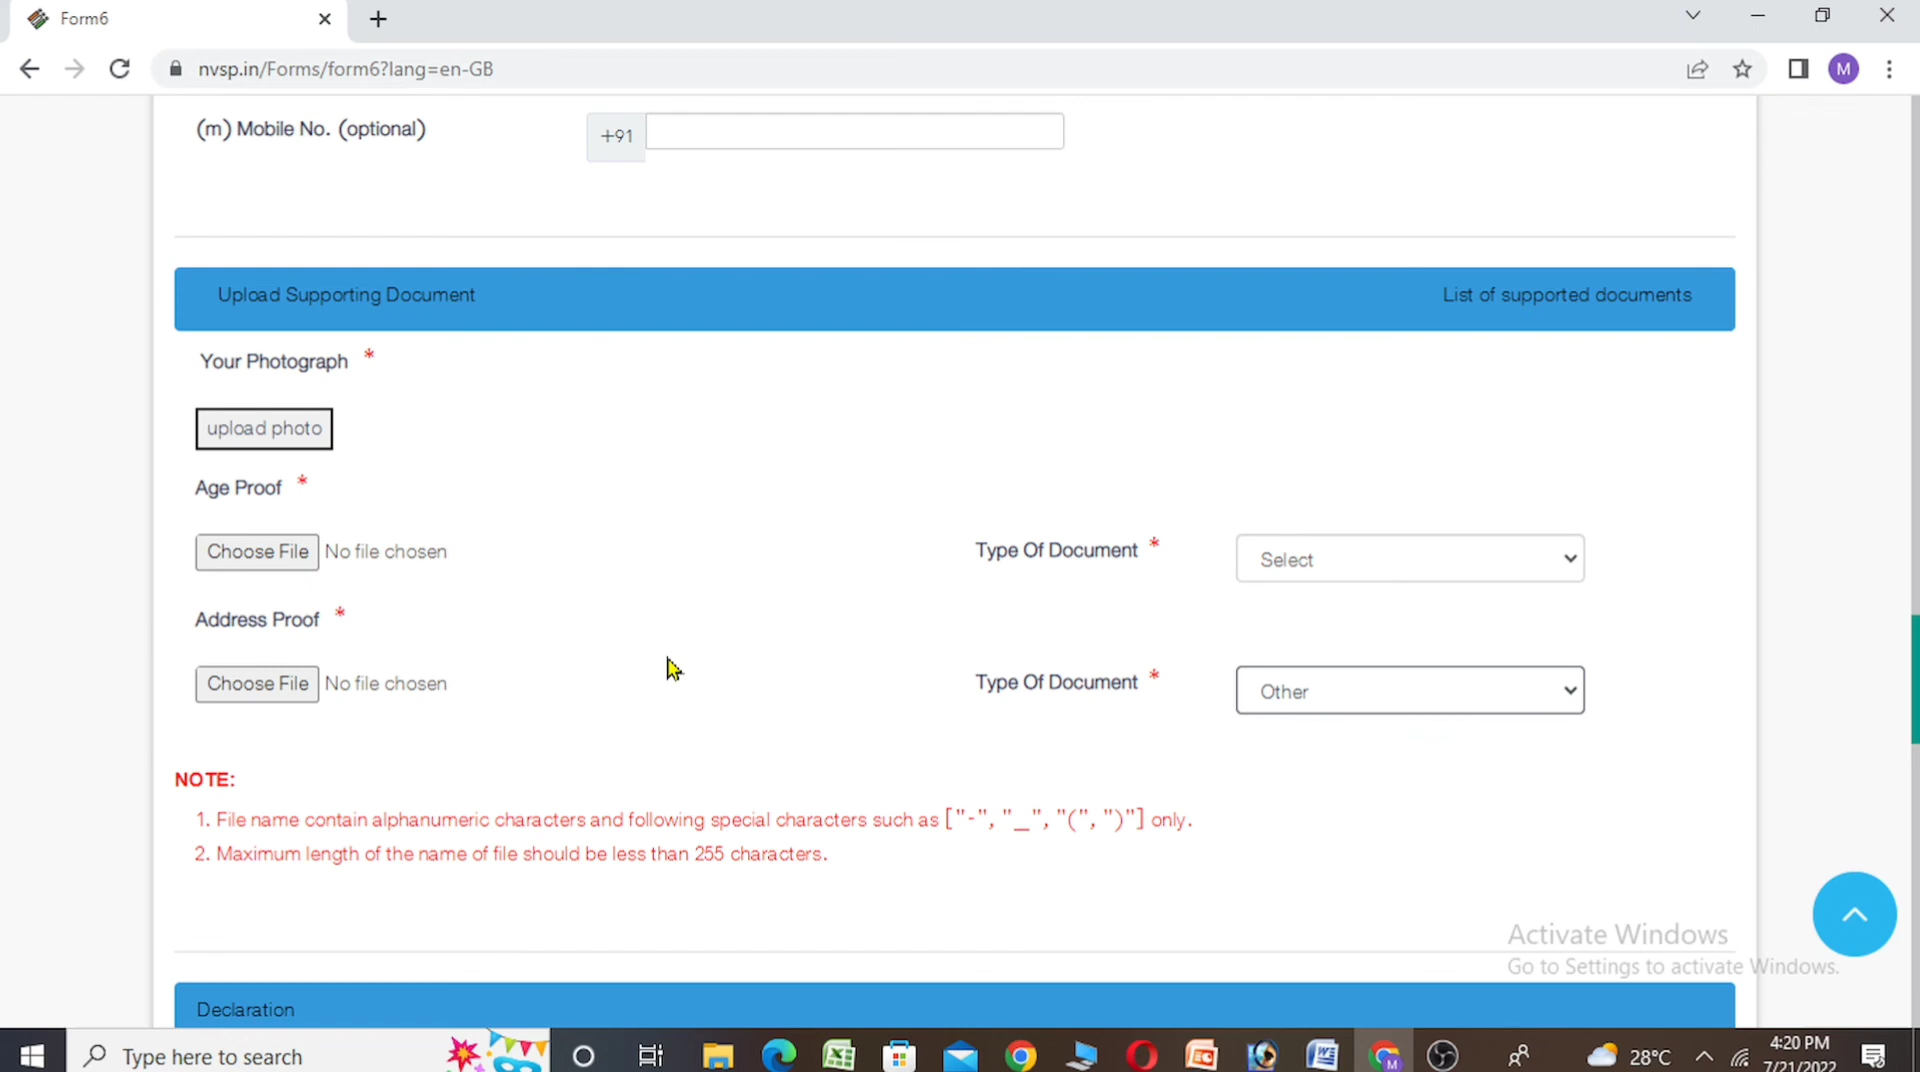 Form6
nvsp.in/Forms/form6?lang=en-GB
M
(m) Mobile No. (optional)
+91
Upload Supporting Document
List of supported documents
Your Photograph *
upload photo
Age Proof *
Choose File No file chosen
Type Of Document *
Select
Address Proof *
Choose File No file chosen
Type Of Document *
Other
NOTE:
1. File name contain alphanumeric characters and following special characters such as ["-", "_", "(", ")"] only.
2. Maximum length of the name of file should be less than 255 characters.
Activate Windows
Go to Settings to activate Windows.
Declaration
Type here to search
28°C
4:20 PM
7/21/2022